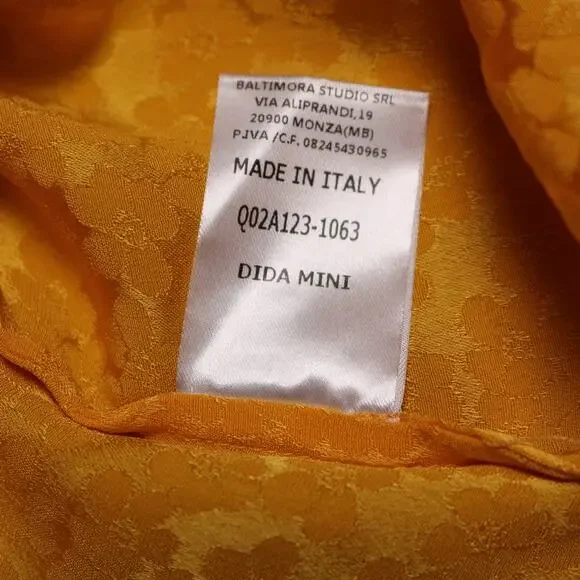 BALTIMORA STUDIO SRL
VIA ALIPRANDI,19
20900 MONZA(MB)
P.IVA /C.F. 08245430965
MADE IN ITALY
Q02A123-1063
DIDA MINI